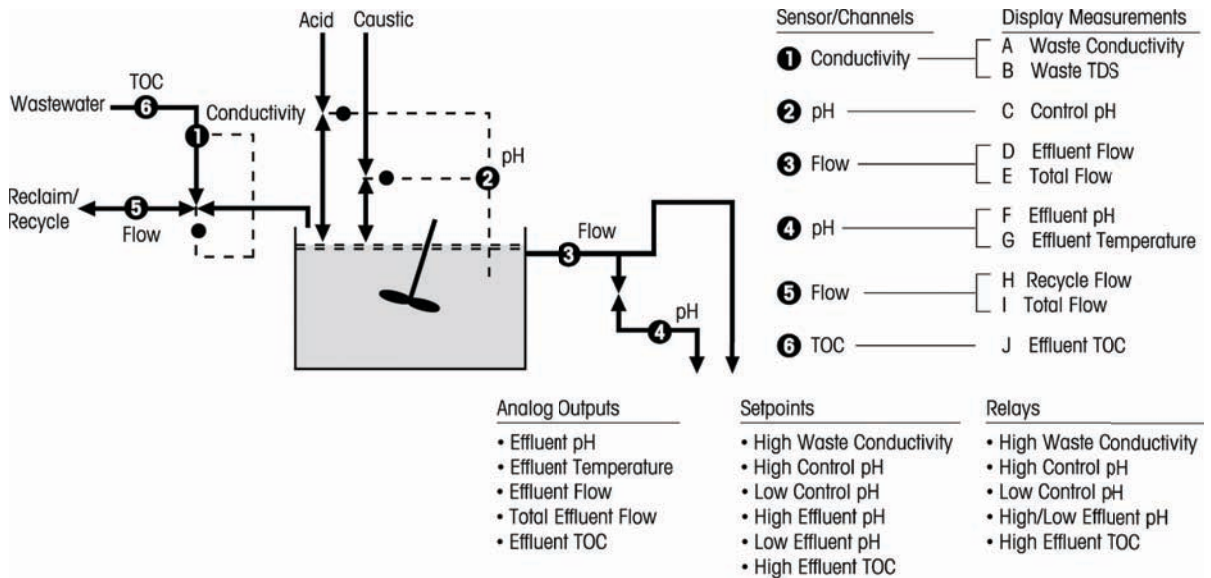 Acid Caustic
TOC
6
Wastewater
Conductivity
1
pH
2
Reclaim/
Recycle
5
Flow
Flow
3
pH
4
Sensor/Channels
Display Measurements
1 Conductivity
A Waste Conductivity
B Waste TDS
2 pH
C Control pH
3 Flow
D Effluent Flow
E Total Flow
4 pH
F Effluent pH
G Effluent Temperature
5 Flow
H Recycle Flow
I Total Flow
6 TOC
J Effluent TOC
Analog Outputs
• Effluent pH
• Effluent Temperature
• Effluent Flow
• Total Effluent Flow
• Effluent TOC
Setpoints
• High Waste Conductivity
• High Control pH
• Low Control pH
• High Effluent pH
• Low Effluent pH
• High Effluent TOC
Relays
• High Waste Conductivity
• High Control pH
• Low Control pH
• High/Low Effluent pH
• High Effluent TOC